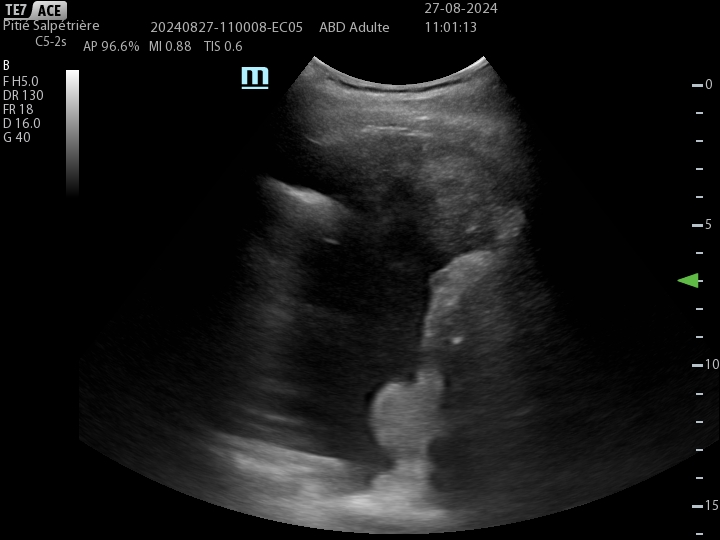 TE7 ACE
27-08-2024
Pitié Salpêtrière
20240827-110008-EC05 ABD Adulte 11:01:13
C5-2s
AP 96.6% MI 0.88 TIS 0.6
m
B
F H5.0
DR 130
FR 18
D 16.0
G 40
0
5
10
15